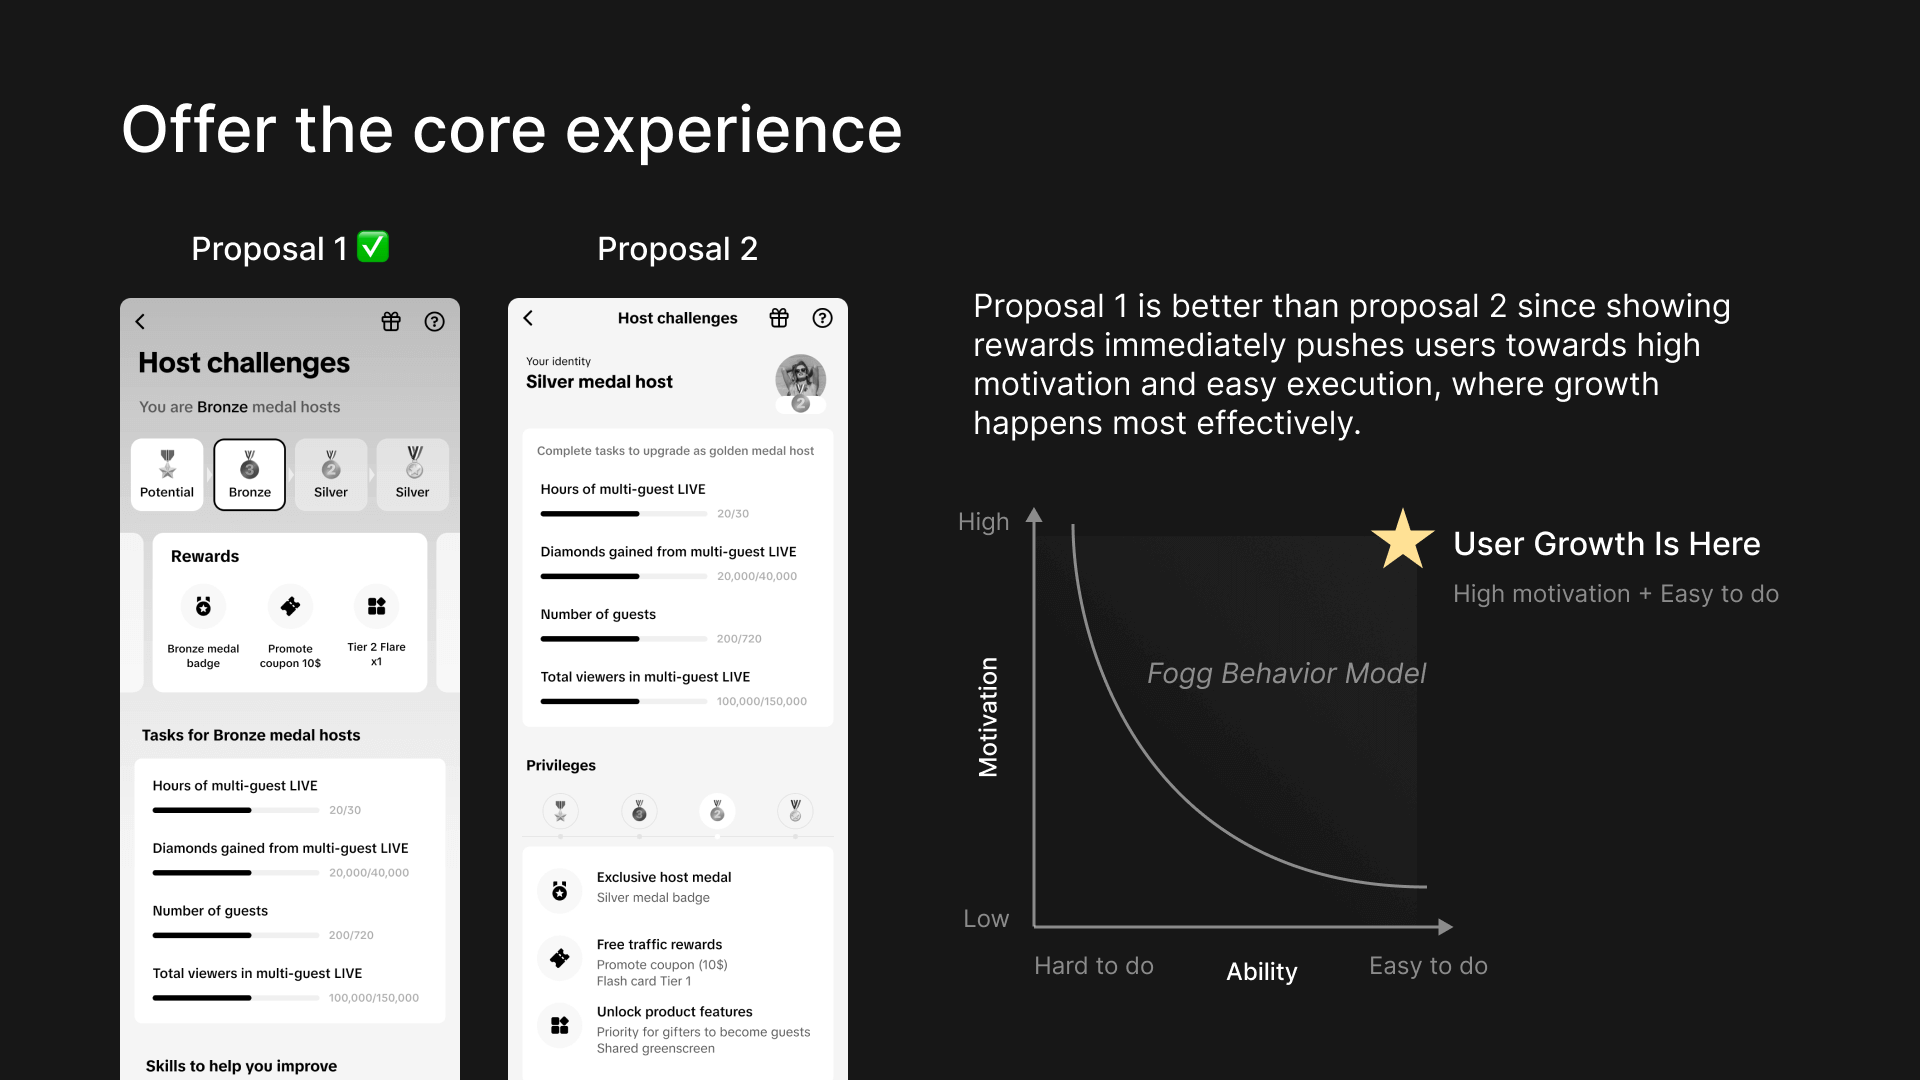 Offer the core experience
Proposal 1 ✅
Host challenges
You are Bronze medal hosts
3
2
Potential
Bronze
Silver
Silver
Rewards
Bronze medal
badge
Promote
coupon 10$
Tier 2 Flare
x1
Tasks for Bronze medal hosts
Hours of multi-guest LIVE
20/30
Diamonds gained from multi-guest LIVE
20,000/40,000
Number of guests
200/720
Total viewers in multi-guest LIVE
100,000/150,000
Skills to help you improve
Proposal 2
Host challenges
Your identity
Silver medal host
2
Complete tasks to upgrade as golden medal host
Hours of multi-guest LIVE
20/30
Diamonds gained from multi-guest LIVE
20,000/40,000
Number of guests
200/720
Total viewers in multi-guest LIVE
100,000/150,000
Privileges
3
2
Exclusive host medal
Silver medal badge
Free traffic rewards
Promote coupon (10$)
Flash card Tier 1
Unlock product features
Priority for gifters to become guests
Shared greenscreen
Proposal 1 is better than proposal 2 since showing
rewards immediately pushes users towards high
motivation and easy execution, where growth
happens most effectively.
High
User Growth Is Here
High motivation + Easy to do
Fogg Behavior Model
Motivation
Low
Hard to do
Ability
Easy to do